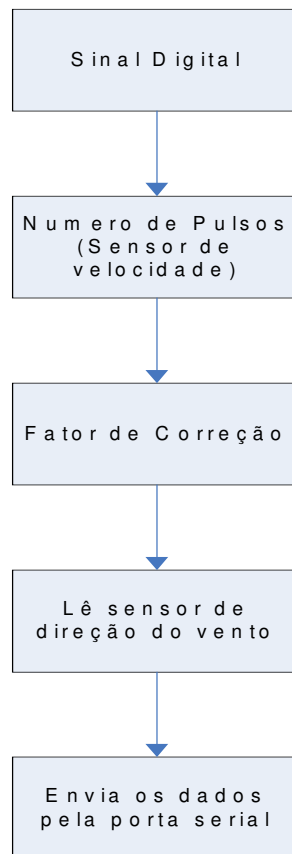 Sinal Digital
Numero de Pulsos
(Sensor de
velocidade)
Fator de Correção
Lê sensor de
direção do vento
Envia os dados
pela porta serial